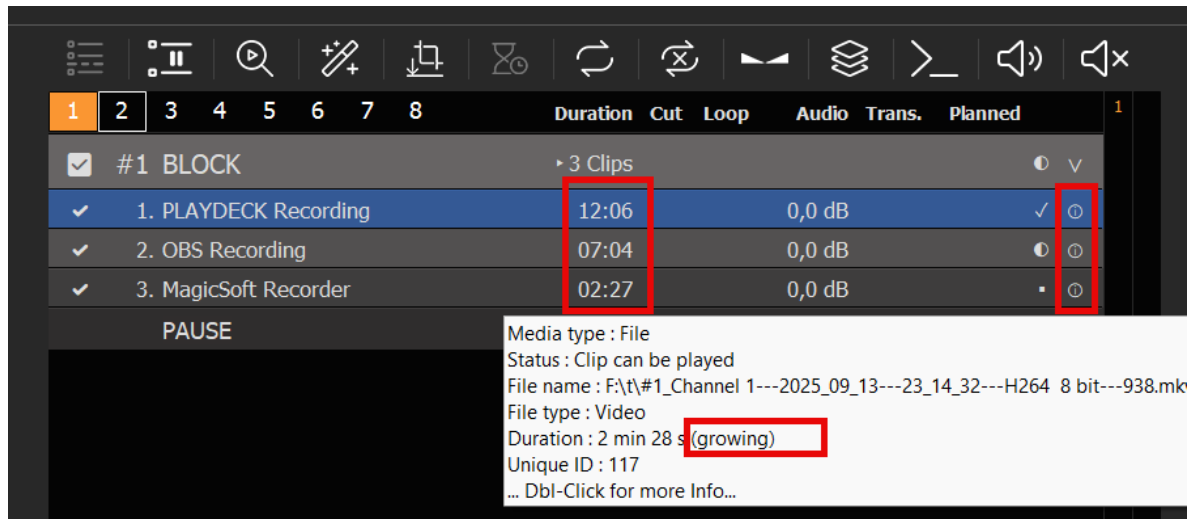 1 2 3 4 5 6 7 8 Duration Cut Loop Audio Trans. Planned 1
#1 BLOCK 3 Clips
1. PLAYDECK Recording 12:06 0,0 dB
2. OBS Recording 07:04 0,0 dB
3. MagicSoft Recorder 02:27 0,0 dB
PAUSE
Media type : File
Status : Clip can be played
File name : F:\t\#1_Channel 1---2025_09_13---23_14_32---H264 8 bit---938.mkv
File type : Video
Duration : 2 min 28 s (growing)
Unique ID : 117
... Dbl-Click for more Info...